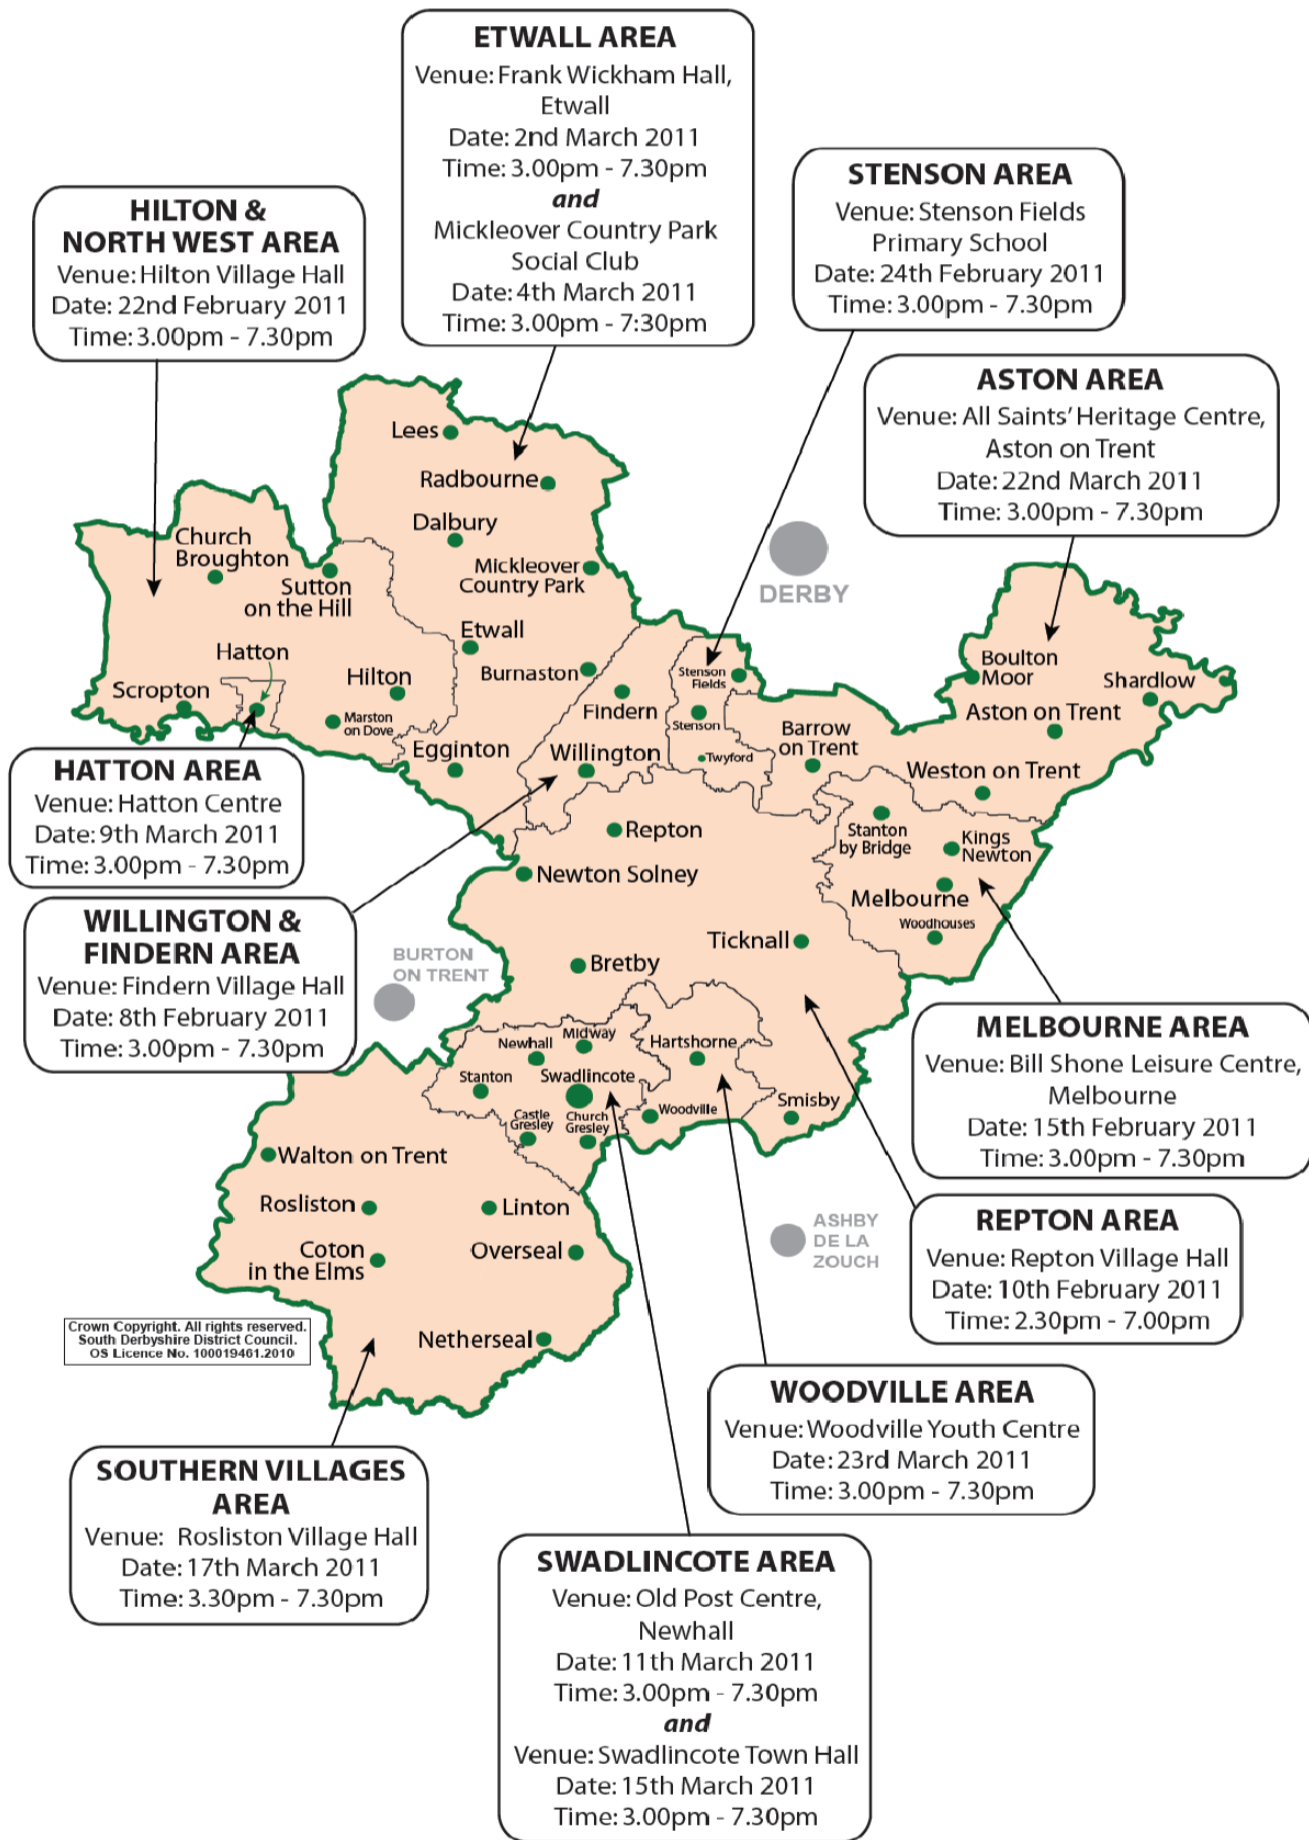 ETWALL AREA
Venue: Frank Wickham Hall,
Etwall
Date: 2nd March 2011
Time: 3.00pm - 7.30pm
and
Mickleover Country Park
Social Club
Date: 4th March 2011
Time: 3.00pm - 7:30pm
STENSON AREA
Venue: Stenson Fields
Primary School
Date: 24th February 2011
Time: 3.00pm - 7.30pm
HILTON &
NORTH WEST AREA
Venue: Hilton Village Hall
Date: 22nd February 2011
Time: 3.00pm - 7.30pm
ASTON AREA
Venue: All Saints' Heritage Centre,
Aston on Trent
Date: 22nd March 2011
Time: 3.00pm - 7.30pm
Lees
Radbourne
Dalbury
Mickleover
Country Park
Church
Broughton
Sutton
on the Hill
Etwall
Burnaston
Hatton
Hilton
Scropton
Marston
on Dove
Egginton
Findern
Willington
Stenson
Fields
Stenson
Twyford
DERBY
Boulton
Moor
Shardlow
Aston on Trent
Barrow
on Trent
Weston on Trent
Stanton
by Bridge
Kings
Newton
Melbourne
Woodhouses
Repton
Newton Solney
Ticknall
Bretby
HATTON AREA
Venue: Hatton Centre
Date: 9th March 2011
Time: 3.00pm - 7.30pm
WILLINGTON &
FINDERN AREA
Venue: Findern Village Hall
Date: 8th February 2011
Time: 3.00pm - 7.30pm
BURTON
ON TRENT
Midway
Newhall
Hartshorne
Stanton
Swadlincote
Castle
Gresley
Church
Gresley
Woodville
Smisby
MELBOURNE AREA
Venue: Bill Shone Leisure Centre,
Melbourne
Date: 15th February 2011
Time: 3.00pm - 7.30pm
Walton on Trent
Rosliston
Linton
Coton
in the Elms
Overseal
Netherseal
ASHBY
DE LA
ZOUCH
REPTON AREA
Venue: Repton Village Hall
Date: 10th February 2011
Time: 2.30pm - 7.00pm
Crown Copyright. All rights reserved.
South Derbyshire District Council.
OS Licence No. 100019461.2010
WOODVILLE AREA
Venue: Woodville Youth Centre
Date: 23rd March 2011
Time: 3.00pm - 7.30pm
SOUTHERN VILLAGES
AREA
Venue: Rosliston Village Hall
Date: 17th March 2011
Time: 3.30pm - 7.30pm
SWADLINCOTE AREA
Venue: Old Post Centre,
Newhall
Date: 11th March 2011
Time: 3.00pm - 7.30pm
and
Venue: Swadlincote Town Hall
Date: 15th March 2011
Time: 3.00pm - 7.30pm